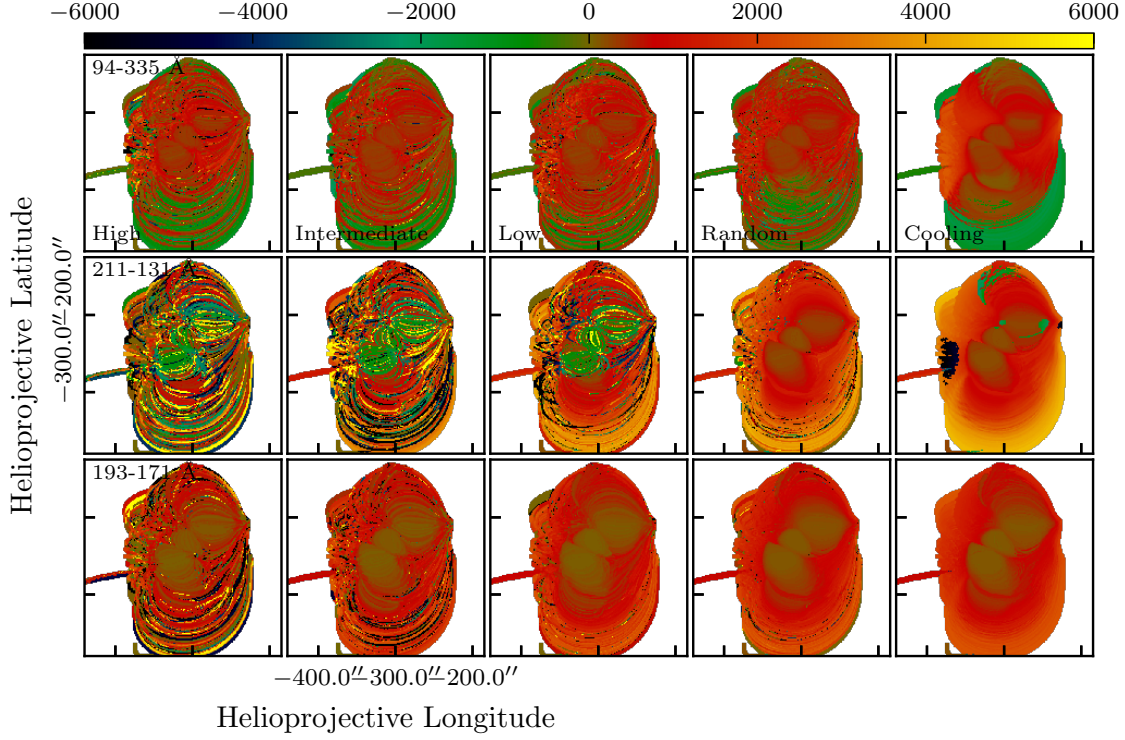 −6000 −4000 −2000 0 2000 4000 6000
94-335 Å
High Intermediate Low Random Cooling
211-131 Å
193-171 Å
−300.0″ −200.0″
Helioprojective Latitude
−400.0″ −300.0″ −200.0″
Helioprojective Longitude